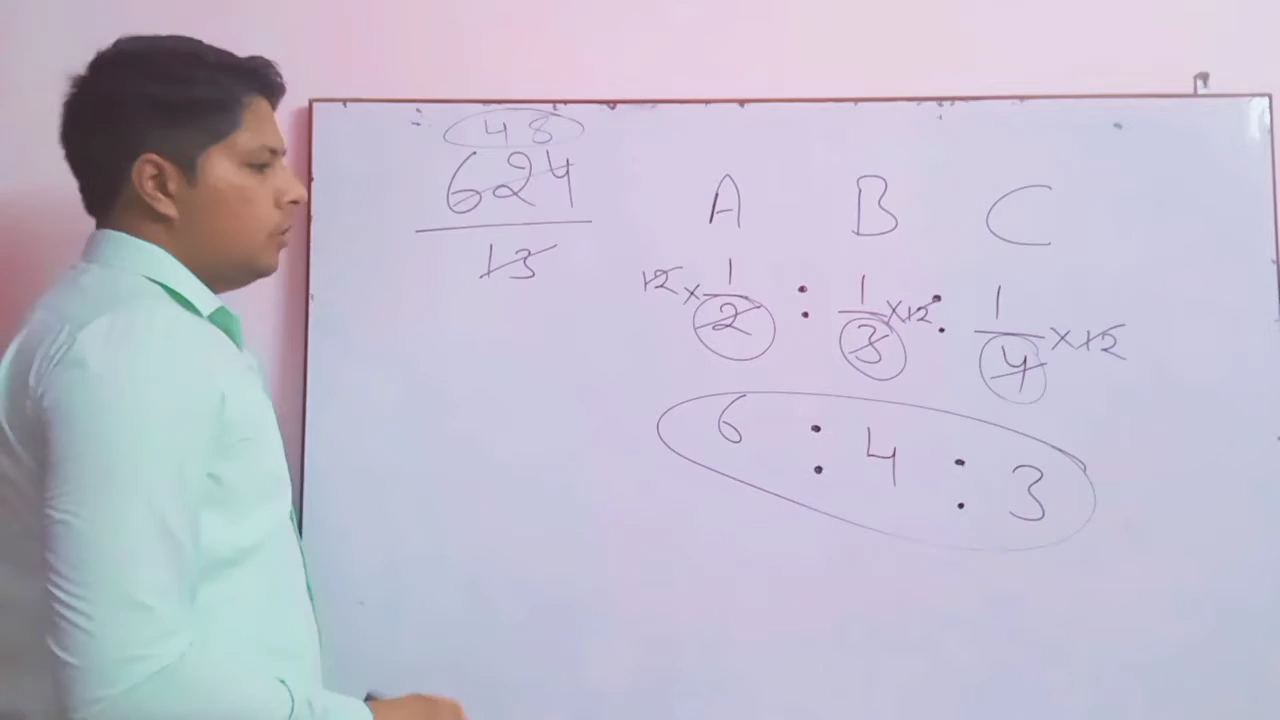 48
624
13
A B C
12 × 1/2 : 1/3 × 12 : 1/4 × 12
6 : 4 : 3